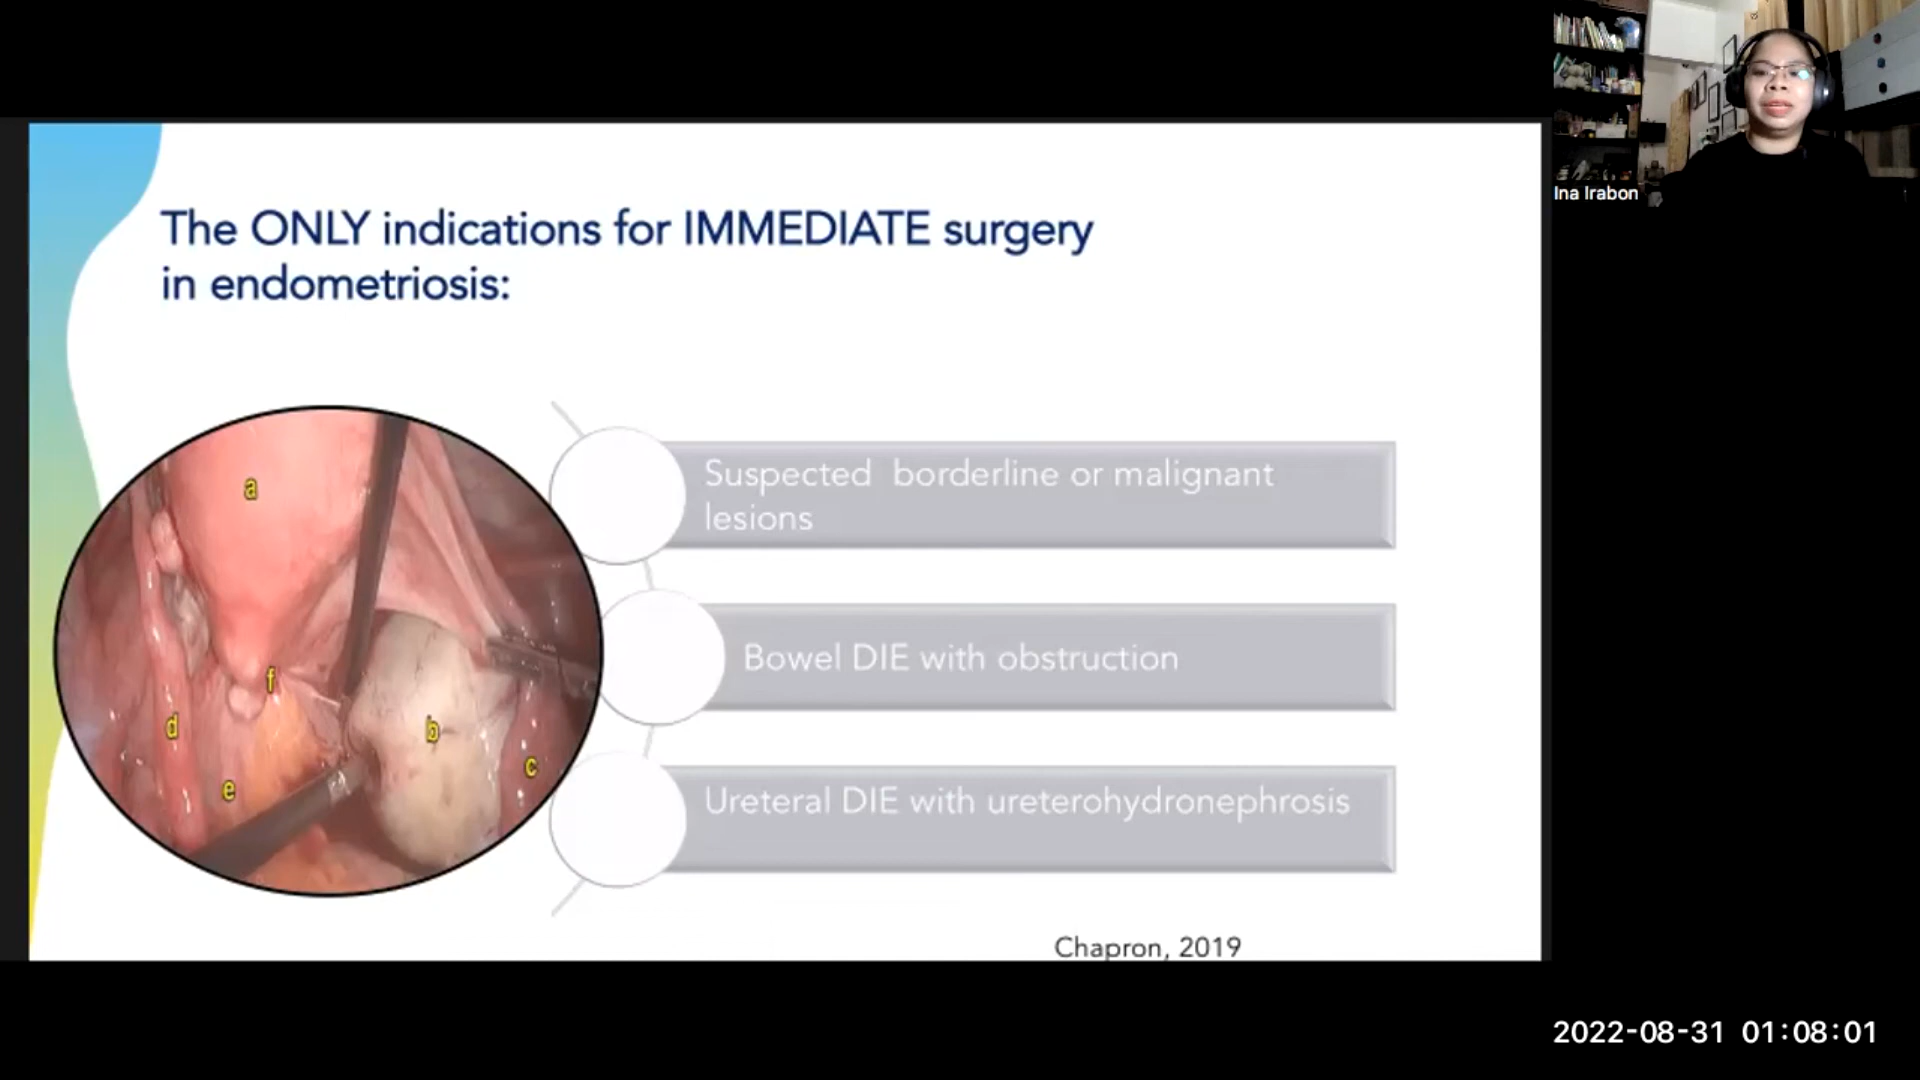 The ONLY indications for IMMEDIATE surgery
in endometriosis:
a
f
d
b
c
e
Suspected borderline or malignant
lesions
Bowel DIE with obstruction
Ureteral DIE with ureterohydronephrosis
Chapron, 2019
Ina Irabon
2022-08-31 01:08:01